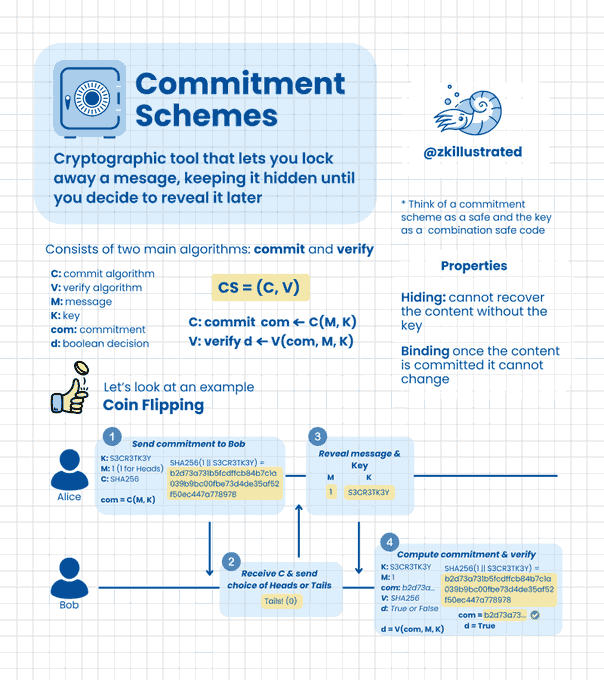 Commitment
Schemes
Cryptographic tool that lets you lock
away a mesage, keeping it hidden until
you decide to reveal it later
@zkillustrated
* Think of a commitment
scheme as a safe and the key
as a combination safe code
Consists of two main algorithms: commit and verify
C: commit algorithm
V: verify algorithm
M: message
K: key
com: commitment
d: boolean decision
CS = (C, V)
C: commit com ← C(M, K)
V: verify d ← V(com, M, K)
Properties
Hiding: cannot recover
the content without the
key
Binding once the content
is committed it cannot
change
Let's look at an example
Coin Flipping
Alice
1
Send commitment to Bob
K: S3CR3TK3Y
M: 1 (1 for Heads)
C: SHA256
com = C(M, K)
SHA256(1 || S3CR3TK3Y) =
b2d73a731b5fcdffcb84b7c1a
039b9bc00fbe73d4de35af52
f50ec447a778978
3
Reveal message &
Key
M K
1 S3CR3TK3Y
Bob
2
Receive C & send
choice of Heads or Tails
Tails! (0)
4
Compute commitment & verify
K: S3CR3TK3Y
M: 1
com: b2d73a...
V: SHA256
d: True or False
d = V(com, M, K)
SHA256(1 || S3CR3TK3Y) =
b2d73a731b5fcdffcb84b7c1a
039b9bc00fbe73d4de35af52
f50ec447a778978
com = b2d73a73...
d = True